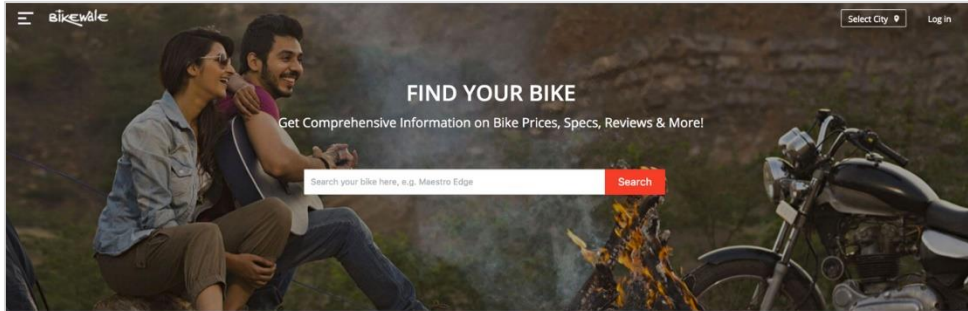 BikeWale
Select City
Log in
FIND YOUR BIKE
Get Comprehensive Information on Bike Prices, Specs, Reviews & More!
Search your bike here, e.g. Maestro Edge
Search